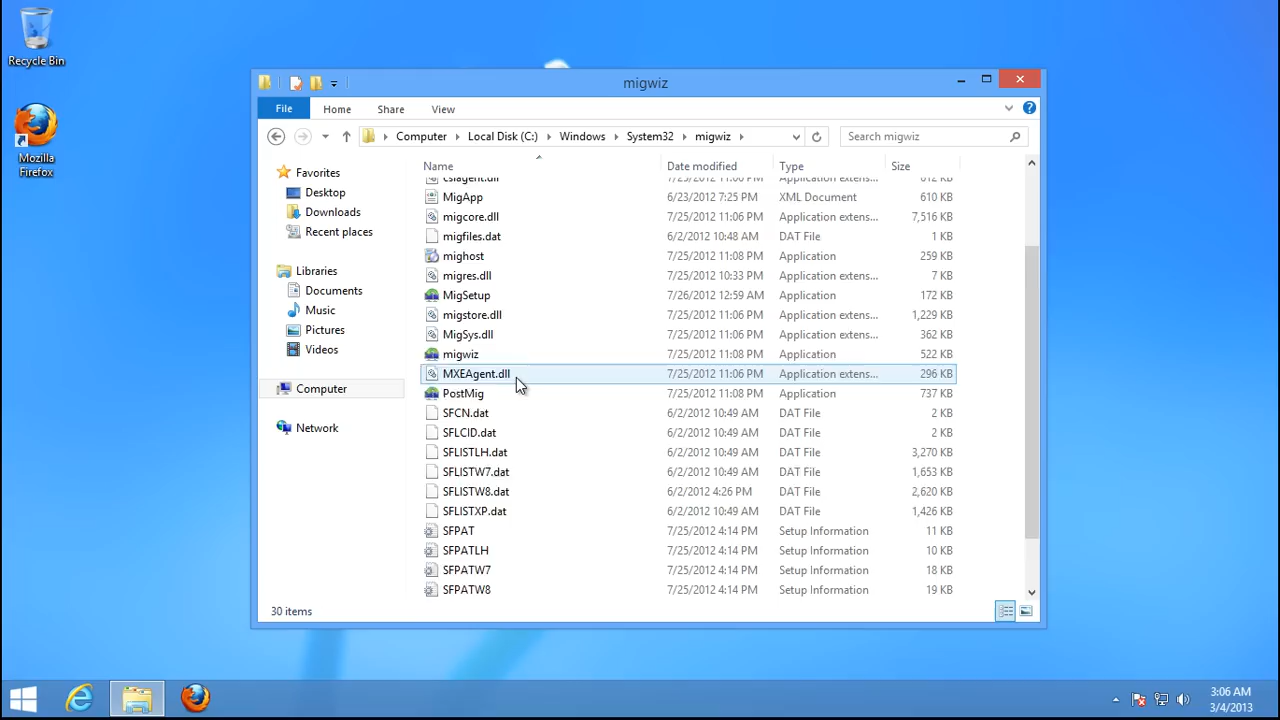 Recycle Bin
Mozilla
Firefox
migwiz
File Home Share View
Computer Local Disk (C:) Windows System32 migwiz Search migwiz
Favorites
Desktop
Downloads
Recent places
Libraries
Documents
Music
Pictures
Videos
Computer
Network
Name Date modified Type Size
MigApp 6/23/2012 7:25 PM XML Document 610 KB
migcore.dll 7/25/2012 11:06 PM Application extens... 7,516 KB
migfiles.dat 6/2/2012 10:48 AM DAT File 1 KB
mighost 7/25/2012 11:08 PM Application 259 KB
migres.dll 7/25/2012 10:33 PM Application extens... 7 KB
MigSetup 7/26/2012 12:59 AM Application 172 KB
migstore.dll 7/25/2012 11:06 PM Application extens... 1,229 KB
MigSys.dll 7/25/2012 11:06 PM Application extens... 362 KB
migwiz 7/25/2012 11:08 PM Application 522 KB
MXEAgent.dll 7/25/2012 11:06 PM Application extens... 296 KB
PostMig 7/25/2012 11:08 PM Application 737 KB
SFCN.dat 6/2/2012 10:49 AM DAT File 2 KB
SFLCID.dat 6/2/2012 10:49 AM DAT File 2 KB
SFLISTLH.dat 6/2/2012 10:49 AM DAT File 3,270 KB
SFLISTW7.dat 6/2/2012 10:49 AM DAT File 1,653 KB
SFLISTW8.dat 6/2/2012 4:26 PM DAT File 2,620 KB
SFLISTXP.dat 6/2/2012 10:49 AM DAT File 1,426 KB
SFPAT 7/25/2012 4:14 PM Setup Information 11 KB
SFPATLH 7/25/2012 4:14 PM Setup Information 10 KB
SFPATW7 7/25/2012 4:14 PM Setup Information 18 KB
SFPATW8 7/25/2012 4:14 PM Setup Information 19 KB
30 items
3:06 AM
3/4/2013